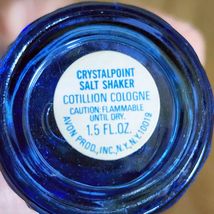 CRYSTALPOINT
SALT SHAKER
COTILLION COLOGNE
CAUTION: FLAMMABLE
UNTIL DRY.
1.5 FL.OZ.
AVON PROD., INC., N.Y., N.Y. 10019